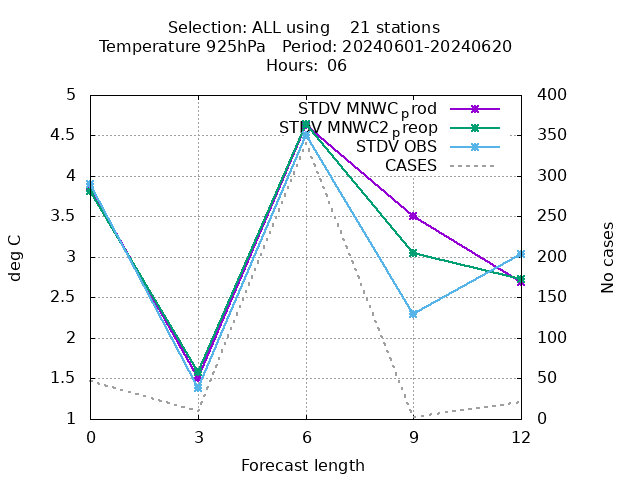 Selection: ALL using 21 stations
Temperature 925hPa Period: 20240601-20240620
Hours: 06
5 400
STDV MNWC_prod
STDV MNWC2_preop
4.5 350
STDV OBS
CASES
4 300
3.5 250
deg C
3 200
No cases
2.5 150
2 100
1.5 50
1 0
0 3 6 9 12
Forecast length